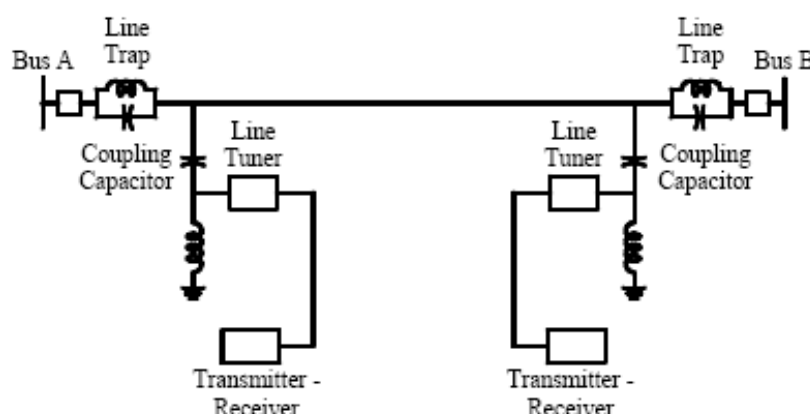 Line
Trap
Bus A
Line
Trap
Bus B
Coupling
Capacitor
Line
Tuner
Line
Tuner
Coupling
Capacitor
Transmitter -
Receiver
Transmitter -
Receiver